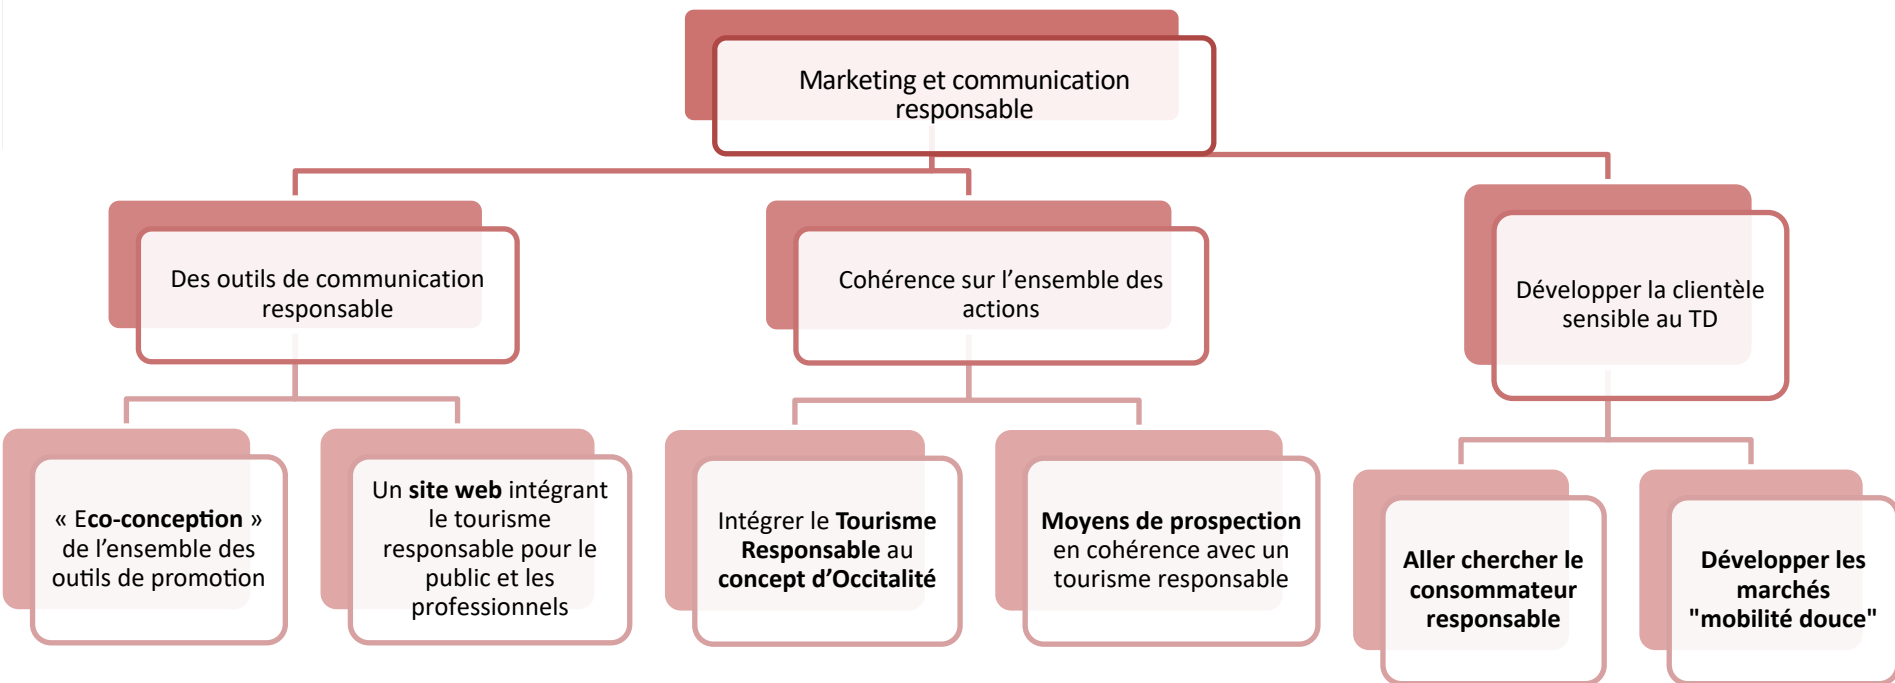 Marketing et communication
responsable
Des outils de communication
responsable
Cohérence sur l’ensemble des
actions
Développer la clientèle
sensible au TD
« Eco-conception »
de l’ensemble des
outils de promotion
Un site web intégrant
le tourisme
responsable pour le
public et les
professionnels
Intégrer le Tourisme
Responsable au
concept d’Occitalité
Moyens de prospection
en cohérence avec un
tourisme responsable
Aller chercher le
consommateur
responsable
Développer les
marchés
"mobilité douce"